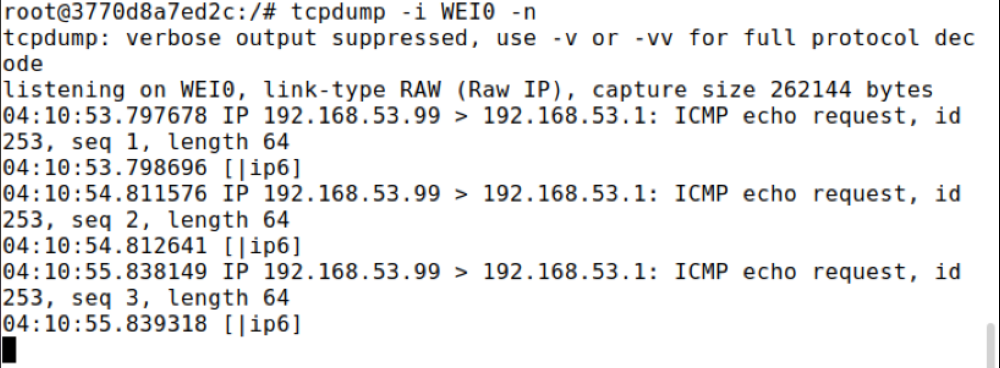 root@3770d8a7ed2c:/# tcpdump -i WEI0 -n
tcpdump: verbose output suppressed, use -v or -vv for full protocol dec
ode
listening on WEI0, link-type RAW (Raw IP), capture size 262144 bytes
04:10:53.797678 IP 192.168.53.99 > 192.168.53.1: ICMP echo request, id
253, seq 1, length 64
04:10:53.798696 [|ip6]
04:10:54.811576 IP 192.168.53.99 > 192.168.53.1: ICMP echo request, id
253, seq 2, length 64
04:10:54.812641 [|ip6]
04:10:55.838149 IP 192.168.53.99 > 192.168.53.1: ICMP echo request, id
253, seq 3, length 64
04:10:55.839318 [|ip6]